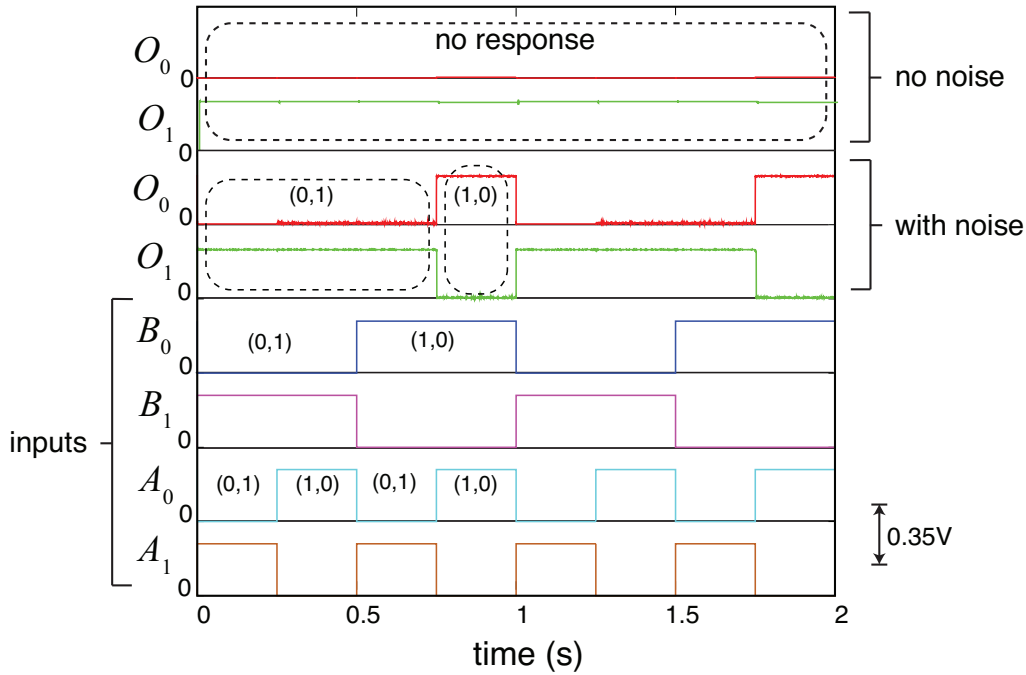 no response
O0
0
O1
0
no noise
(0,1)
(1,0)
O0
0
O1
0
with noise
B0
(0,1)
(1,0)
0
B1
0
inputs
A0
(0,1)
(1,0)
(0,1)
(1,0)
0
A1
0
0.35V
0
0.5
1
1.5
2
time (s)